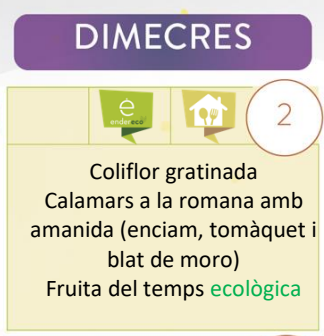 DIMECRES
e
endereco
2
Coliflor gratinada
Calamars a la romana amb
amanida (enciam, tomàquet i
blat de moro)
Fruita del temps ecològica